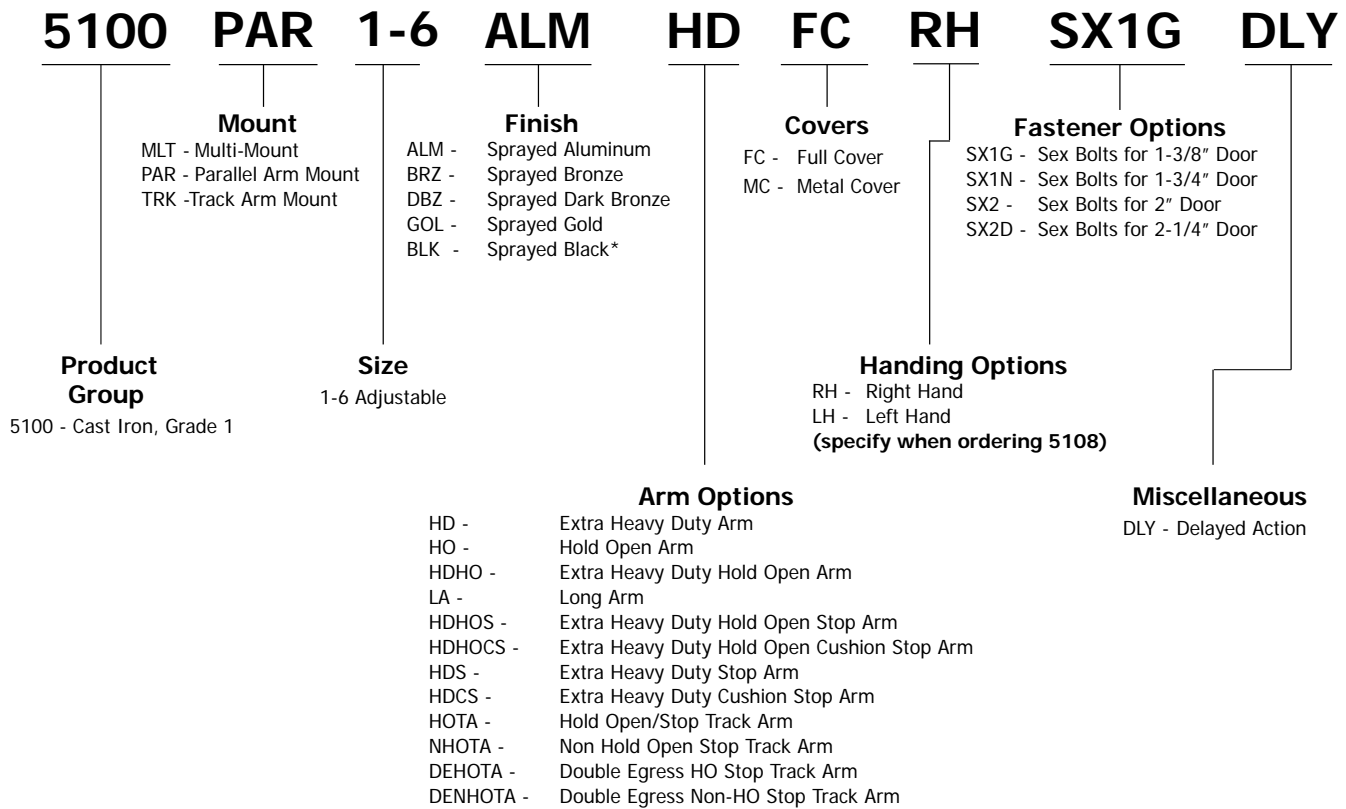 5100 PAR 1-6 ALM HD FC RH SX1G DLY
Mount
MLT - Multi-Mount
PAR - Parallel Arm Mount
TRK -Track Arm Mount
Finish
ALM - Sprayed Aluminum
BRZ - Sprayed Bronze
DBZ - Sprayed Dark Bronze
GOL - Sprayed Gold
BLK - Sprayed Black*
Covers
FC - Full Cover
MC - Metal Cover
Fastener Options
SX1G - Sex Bolts for 1-3/8" Door
SX1N - Sex Bolts for 1-3/4" Door
SX2 - Sex Bolts for 2" Door
SX2D - Sex Bolts for 2-1/4" Door
Product
Group
5100 - Cast Iron, Grade 1
Size
1-6 Adjustable
Handing Options
RH - Right Hand
LH - Left Hand
(specify when ordering 5108)
Arm Options
HD - Extra Heavy Duty Arm
HO - Hold Open Arm
HDHO - Extra Heavy Duty Hold Open Arm
LA - Long Arm
HDHOS - Extra Heavy Duty Hold Open Stop Arm
HDHOCS - Extra Heavy Duty Hold Open Cushion Stop Arm
HDS - Extra Heavy Duty Stop Arm
HDCS - Extra Heavy Duty Cushion Stop Arm
HOTA - Hold Open/Stop Track Arm
NHOTA - Non Hold Open Stop Track Arm
DEHOTA - Double Egress HO Stop Track Arm
DENHOTA - Double Egress Non-HO Stop Track Arm
Miscellaneous
DLY - Delayed Action